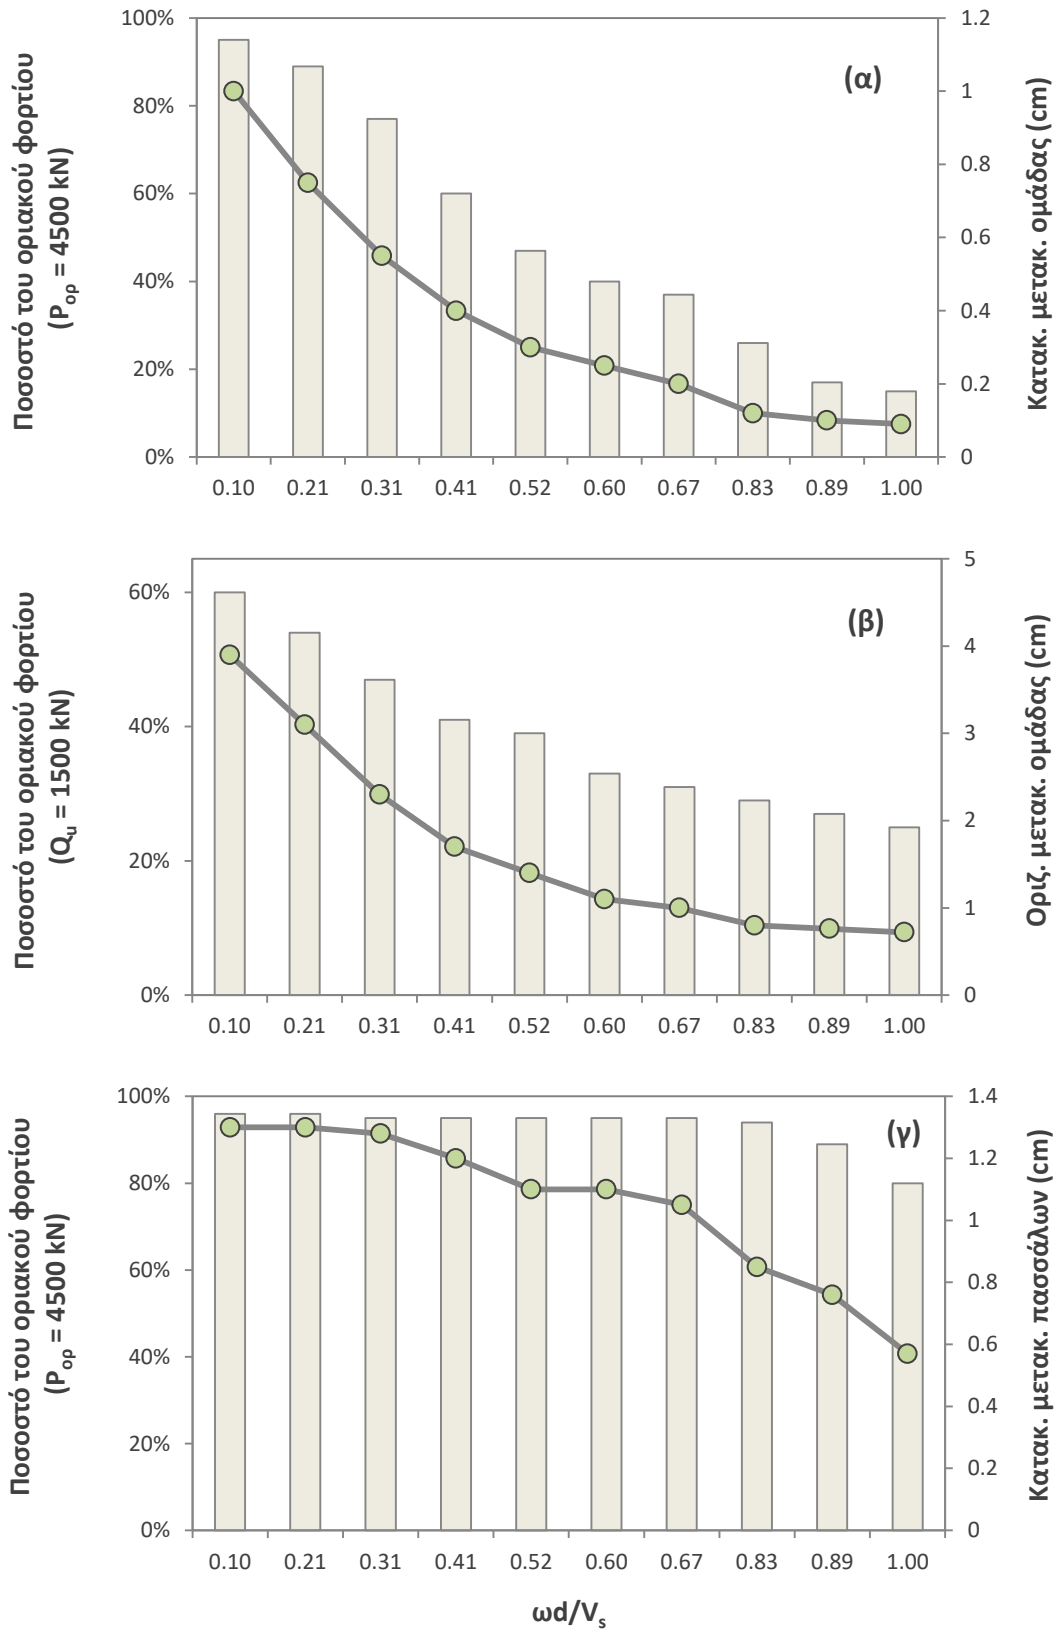 Ποσοστό του οριακού φορτίου
(Pορ = 4500 kN)
100%
80%
60%
40%
20%
0%
(α)
1.2
1
0.8
0.6
0.4
0.2
0
Κατακ. μετακ. ομάδας (cm)
0.10 0.21 0.31 0.41 0.52 0.60 0.67 0.83 0.89 1.00
Ποσοστό του οριακού φορτίου
(Qu = 1500 kN)
60%
40%
20%
0%
(β)
5
4
3
2
1
0
Οριζ. μετακ. ομάδας (cm)
0.10 0.21 0.31 0.41 0.52 0.60 0.67 0.83 0.89 1.00
Ποσοστό του οριακού φορτίου
(Pορ = 4500 kN)
100%
80%
60%
40%
20%
0%
(γ)
1.4
1.2
1
0.8
0.6
0.4
0.2
0
Κατακ. μετακ. πασσάλων (cm)
0.10 0.21 0.31 0.41 0.52 0.60 0.67 0.83 0.89 1.00
ωd/Vs